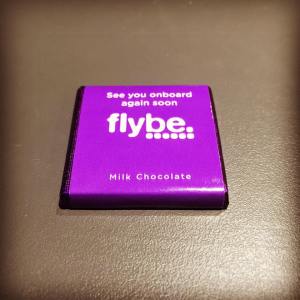 See you onboard
again soon
flybe.
Milk Chocolate